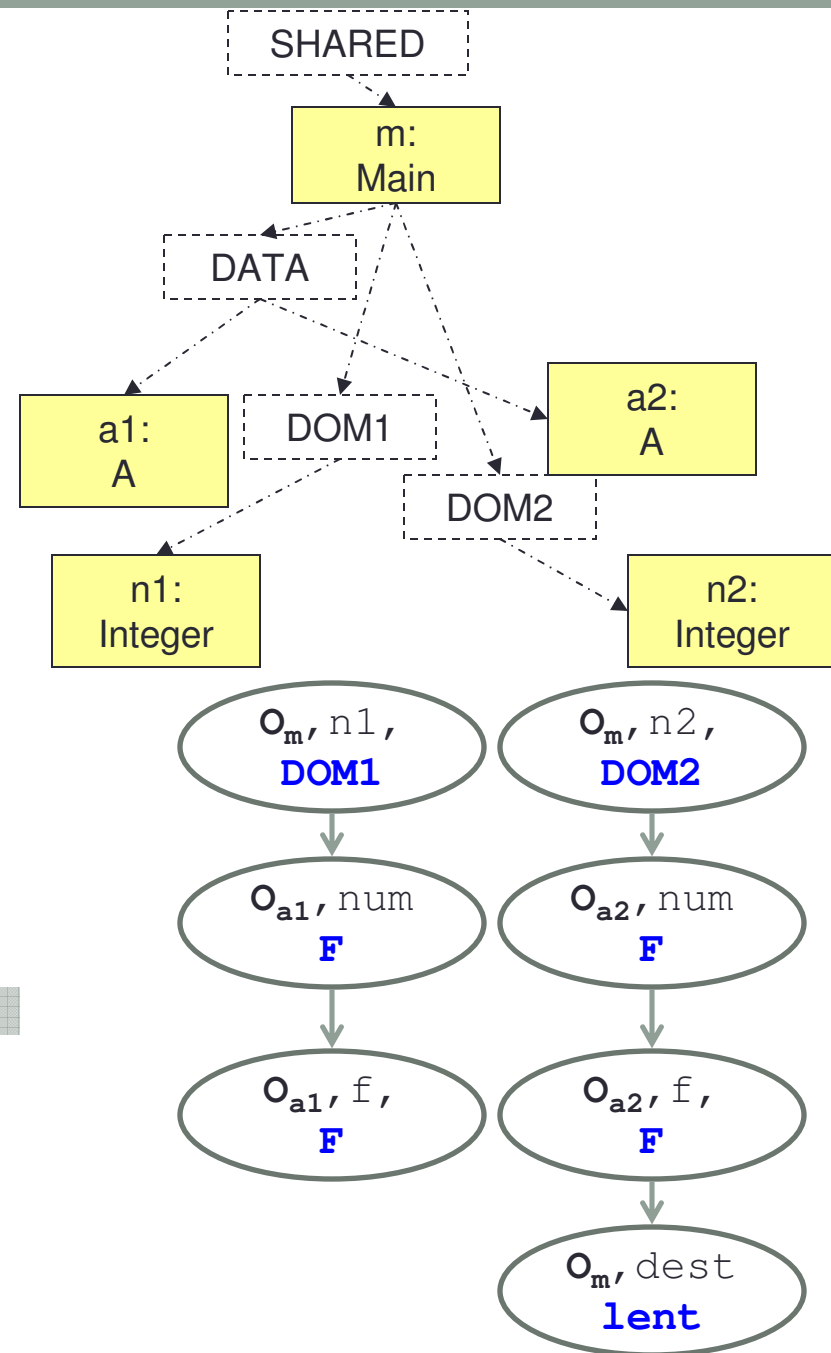 SHARED
m:
Main
DATA
a1:
A
DOM1
a2:
A
DOM2
n1:
Integer
n2:
Integer
Om, n1,
DOM1
Om, n2,
DOM2
Oa1, num
F
Oa2, num
F
Oa1, f,
F
Oa2, f,
F
Om, dest
lent